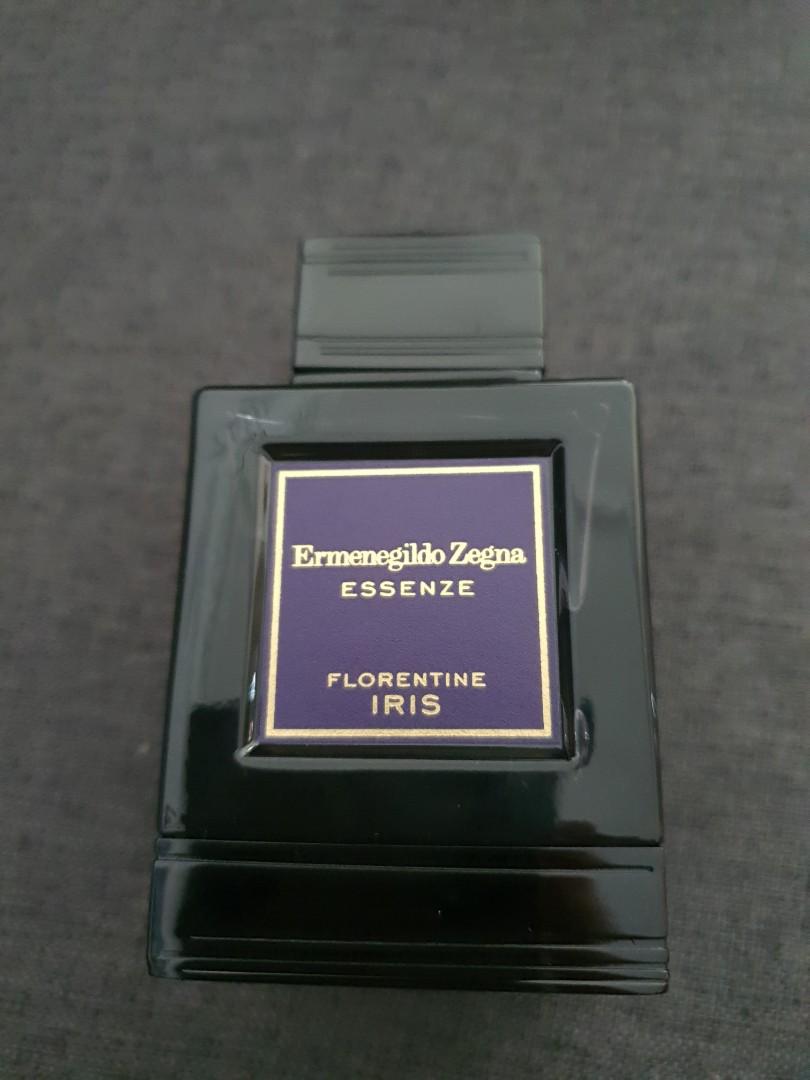 Ermenegildo Zegna
ESSENZE
FLORENTINE
IRIS